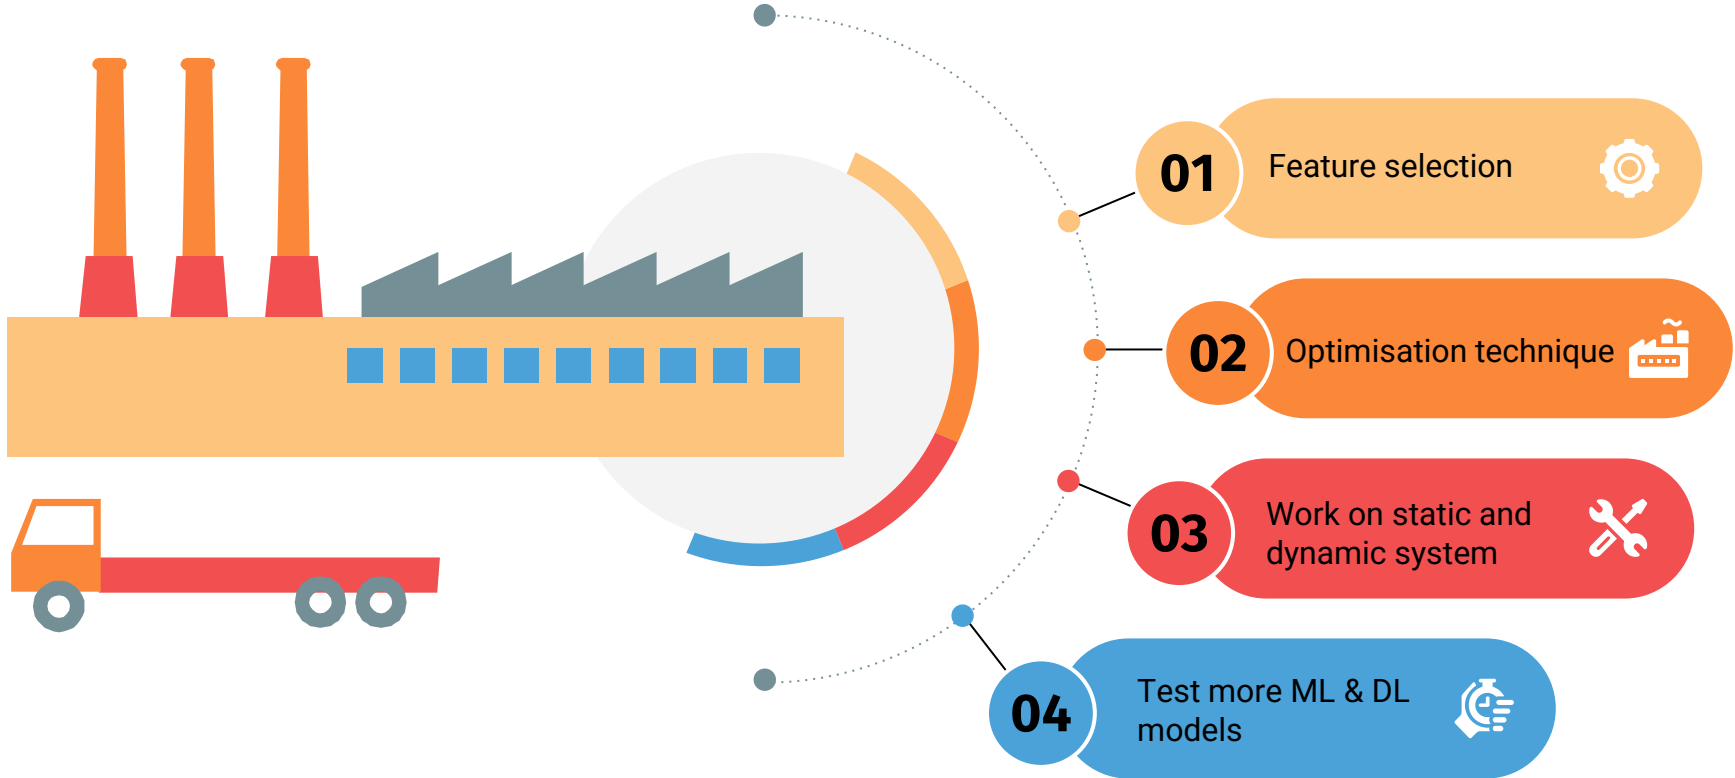 01
Feature selection
02
Optimisation technique
03
Work on static and
dynamic system
04
Test more ML & DL
models